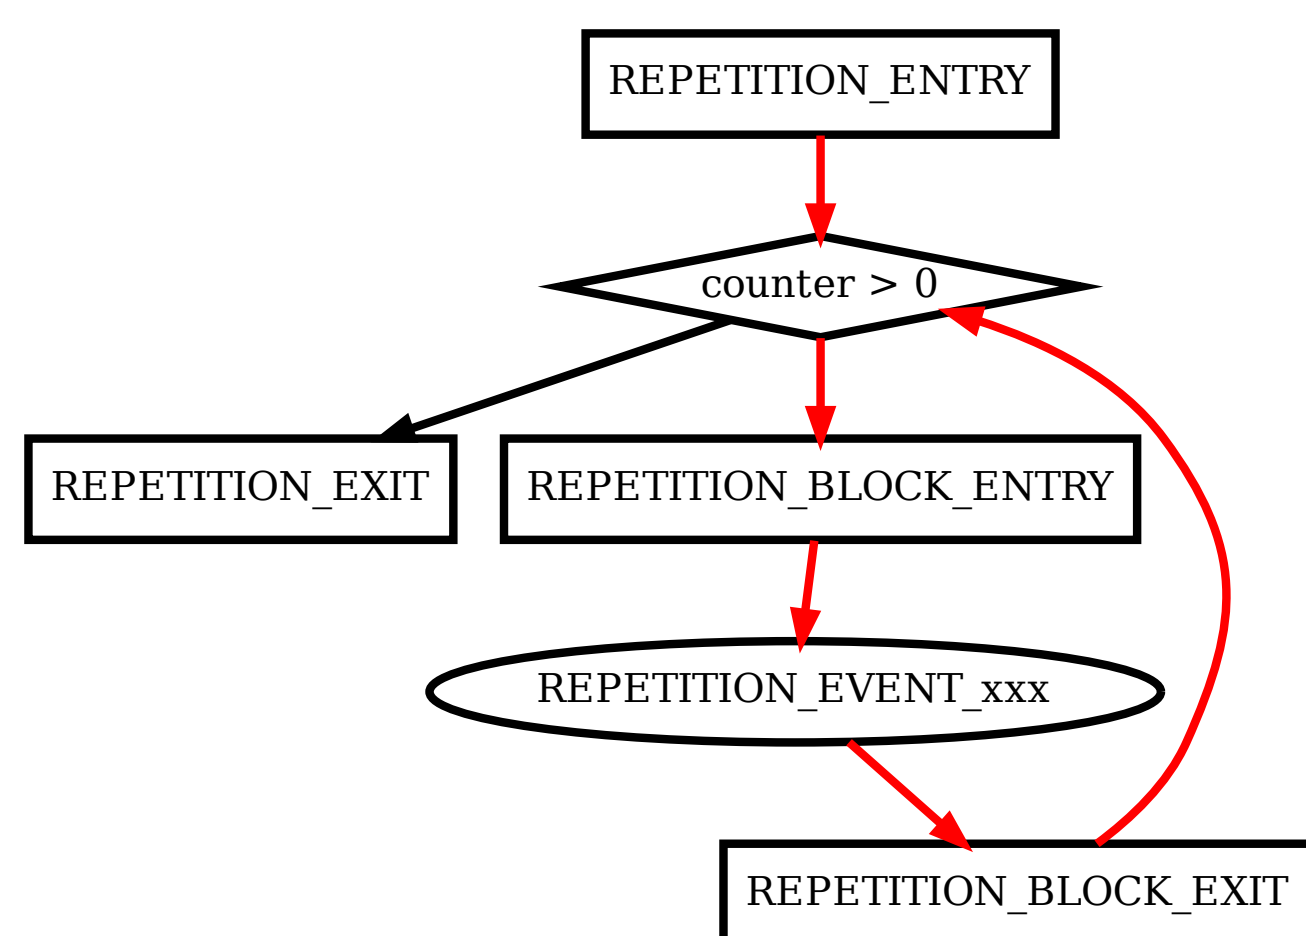 REPETITION_ENTRY
counter > 0
REPETITION_EXIT
REPETITION_BLOCK_ENTRY
REPETITION_EVENT_xxx
REPETITION_BLOCK_EXIT